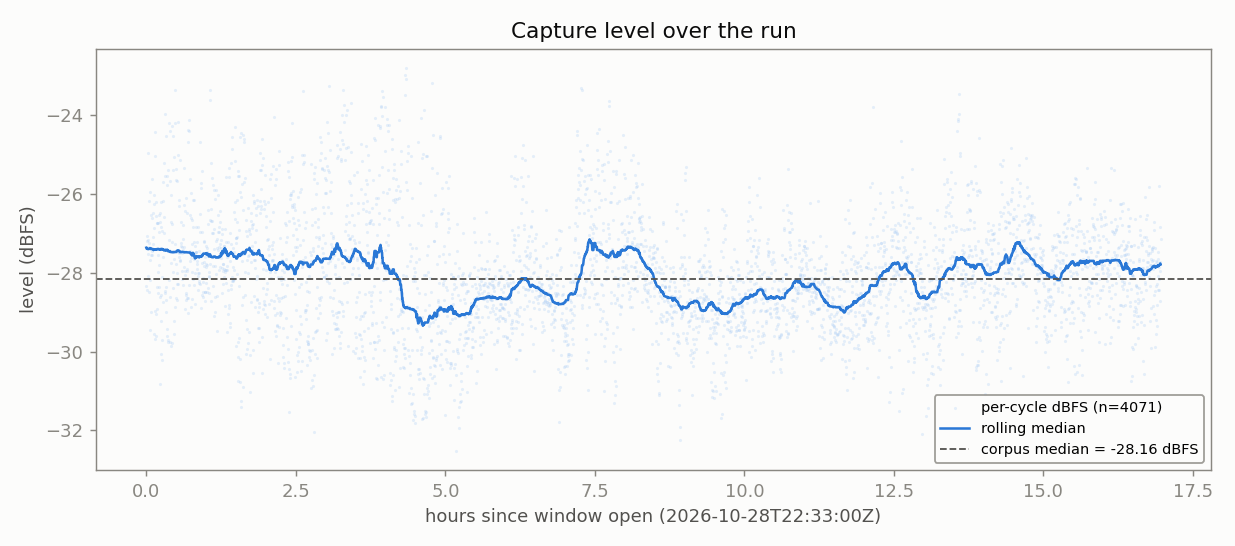 Capture level over the run
level (dBFS)
−24
−26
−28
−30
−32
per-cycle dBFS (n=4071)
rolling median
corpus median = -28.16 dBFS
0.0 2.5 5.0 7.5 10.0 12.5 15.0 17.5
hours since window open (2026-10-28T22:33:00Z)